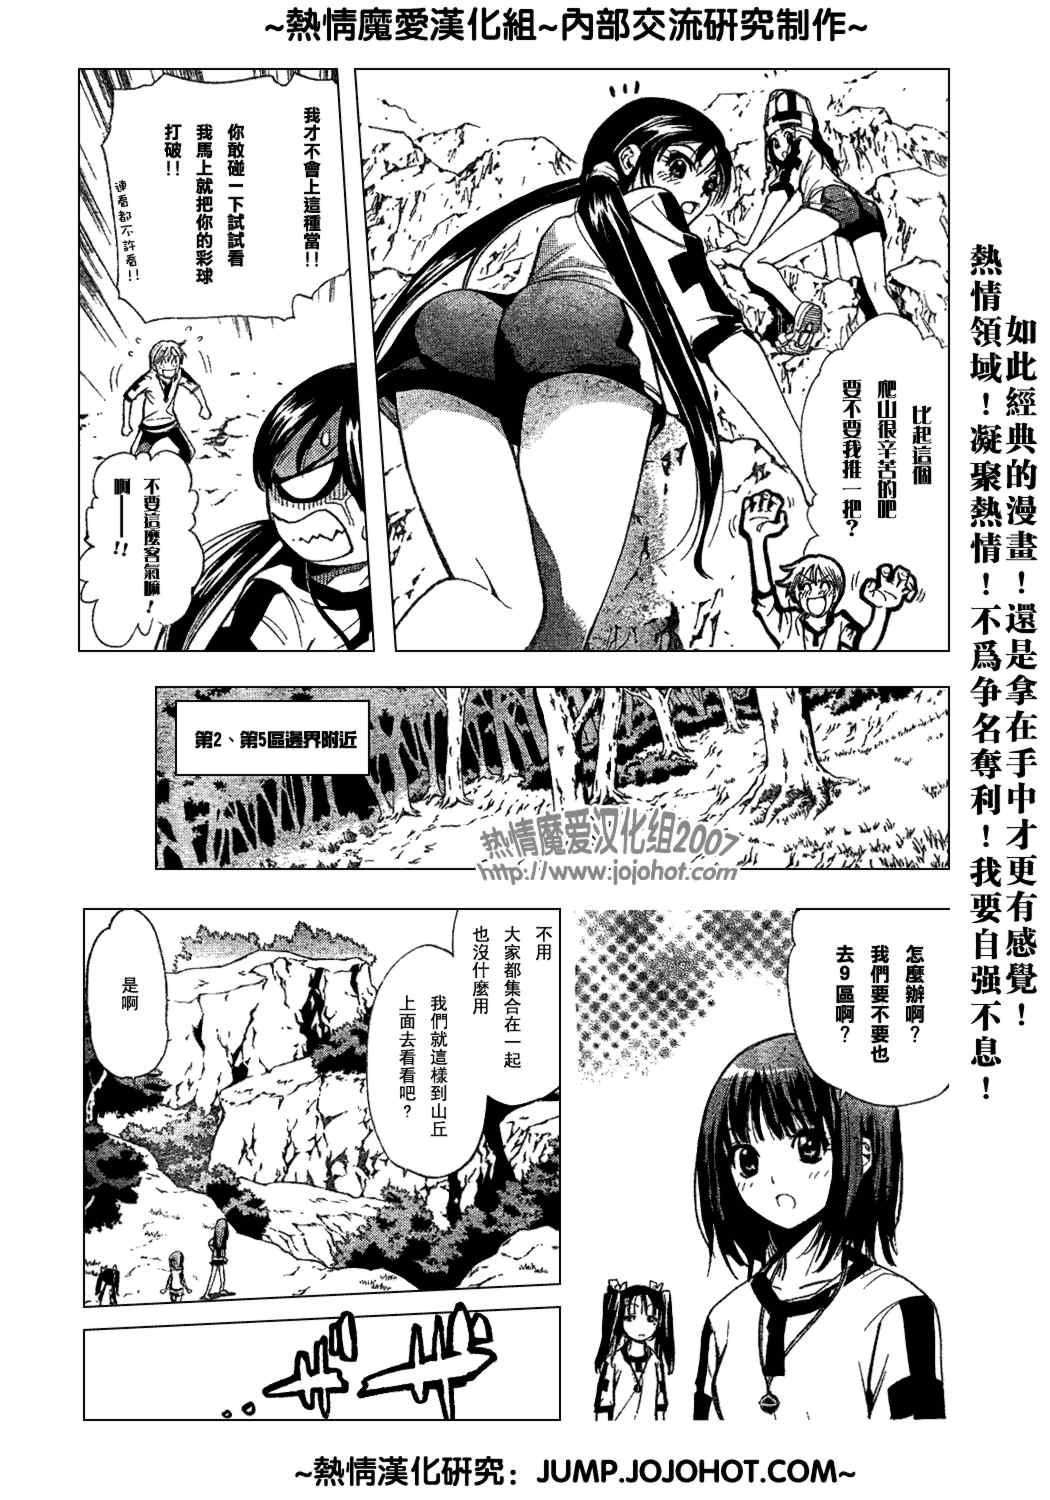 ~熱情魔愛漢化組~內部交流研究制作~
比起這個
爬山很辛苦的吧
要不要我推一把？
我才不會上這種當!!
你敢碰一下試試看
我馬上就把你的彩球
打破!!
連看都不許看!!
不要這麼客氣嘛!
啊——!!
第2、第5區邊界附近
热情魔爱汉化组2007
http://www.jojohot.com
怎麼辦啊?
我們要不要也
去9區啊?
不用
大家都集合在一起
也沒什麼用
我們就這樣到山丘
上面去看看吧?
是啊
ザザ...
如此經典的漫畫！還是拿在手中才更有感覺！
熱情領域！凝聚熱情！不爲争名奪利！我要自强不息！
~熱情漢化研究：JUMP.JOJOHOT.COM~